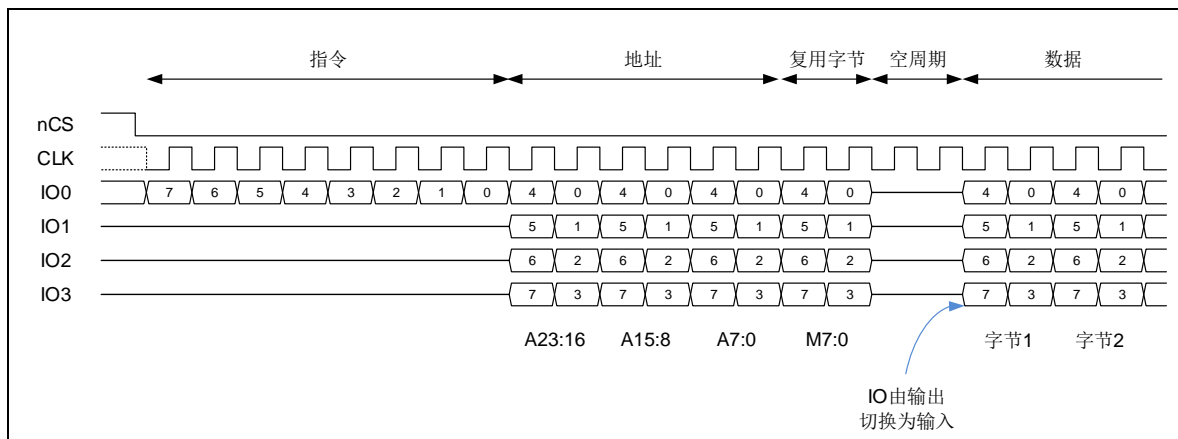 指令 地址 复用字节 空周期 数据
nCS
CLK
IO0 7 6 5 4 3 2 1 0 4 0 4 0 4 0 4 0 4 0 4 0
IO1 5 1 5 1 5 1 5 1 5 1 5 1
IO2 6 2 6 2 6 2 6 2 6 2 6 2
IO3 7 3 7 3 7 3 7 3 7 3 7 3
A23:16 A15:8 A7:0 M7:0 字节1 字节2
IO由输出
切换为输入